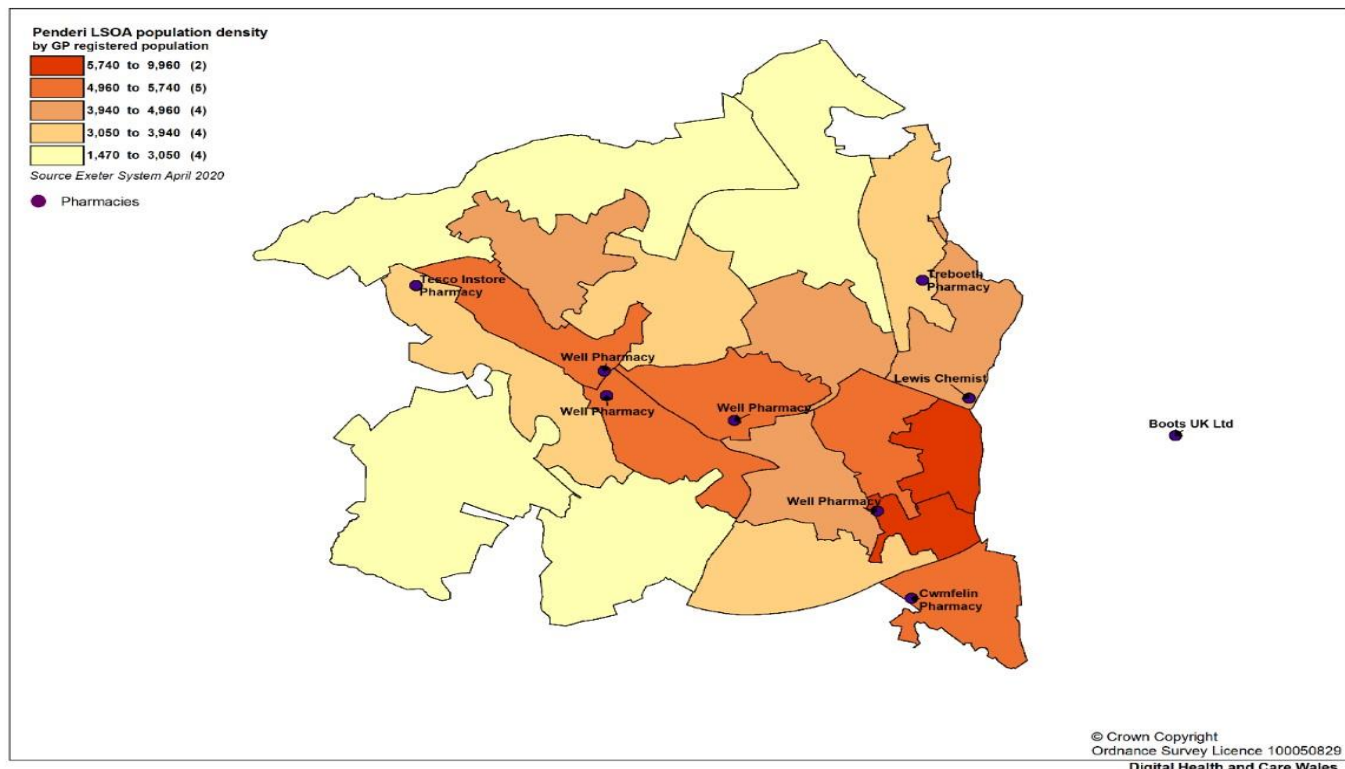 Penderi LSOA population density
by GP registered population
5,740 to 9,960 (2)
4,960 to 5,740 (5)
3,940 to 4,960 (4)
3,050 to 3,940 (4)
1,470 to 3,050 (4)
Source Exeter System April 2020
Pharmacies
Tesco Instore
Pharmacy
Treboeth
Pharmacy
Well Pharmacy
Lewis Chemist
Well Pharmacy
Well Pharmacy
Boots UK Ltd
Well Pharmacy
Cwmfelin
Pharmacy
© Crown Copyright
Ordnance Survey Licence 100050829
Digital Health and Care Wales